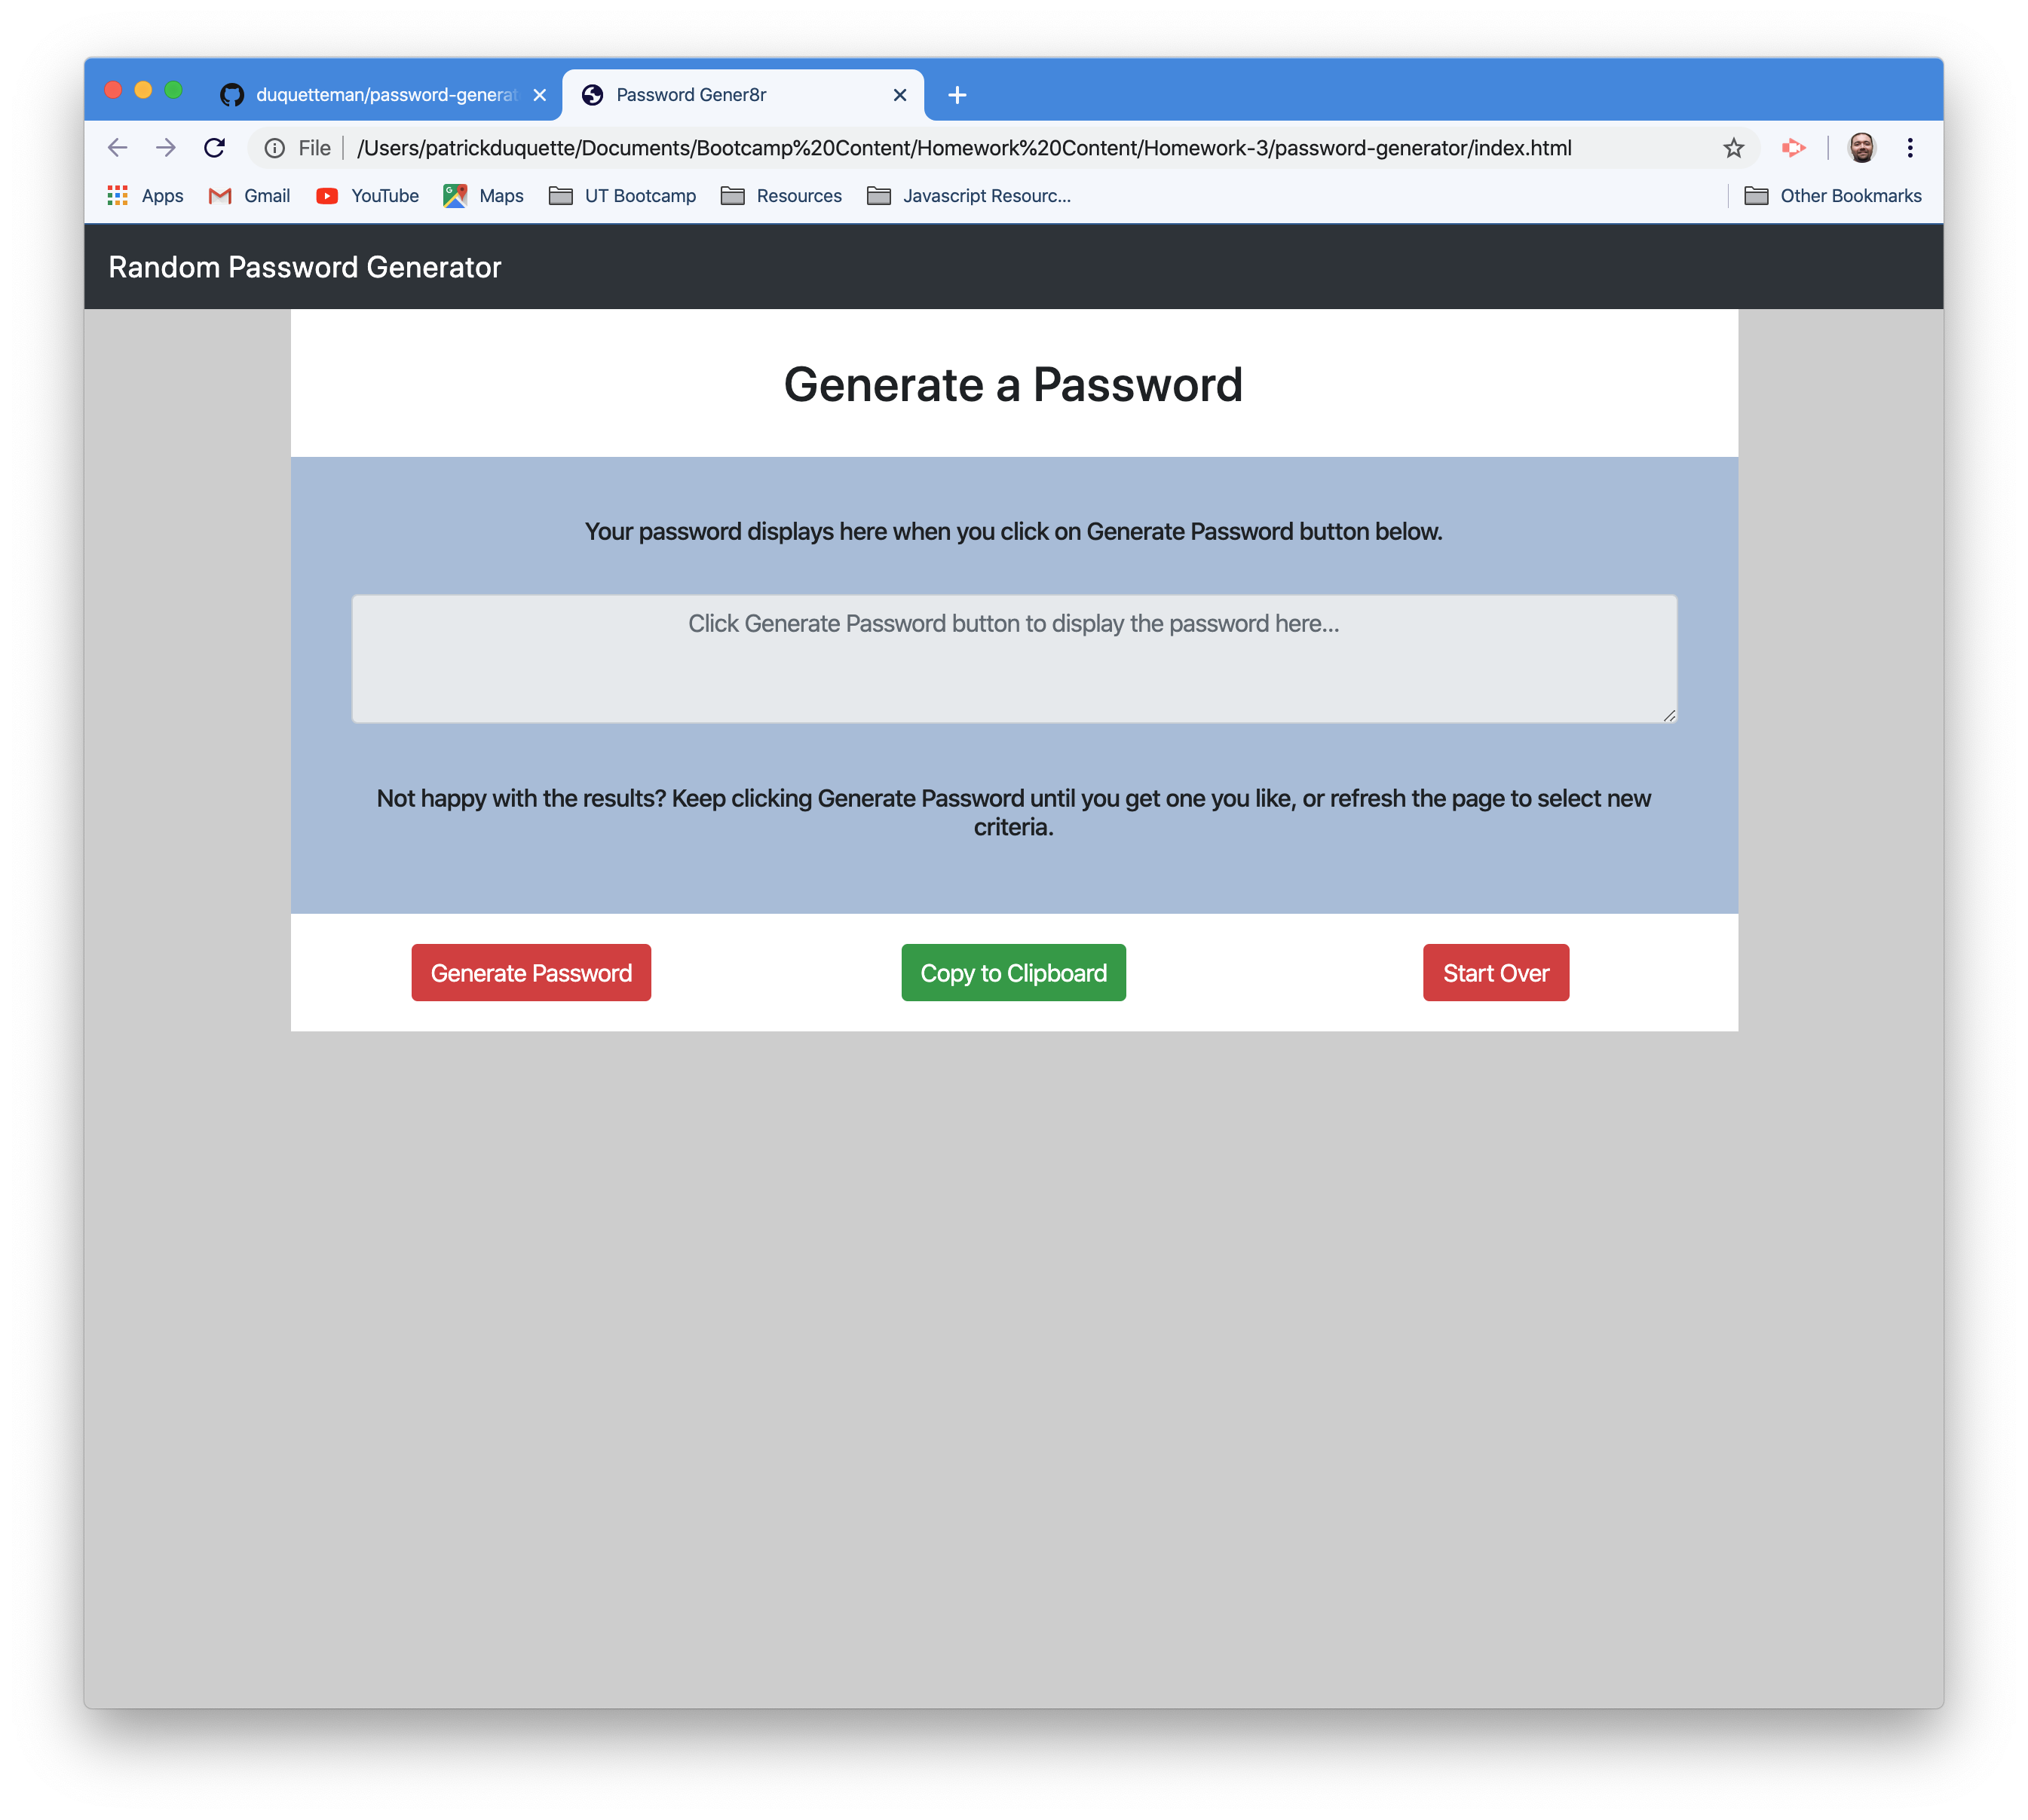 duquetteman/password-generat
Password Gener8r
File
/Users/patrickduquette/Documents/Bootcamp%20Content/Homework%20Content/Homework-3/password-generator/index.html
Apps
Gmail
YouTube
Maps
UT Bootcamp
Resources
Javascript Resourc...
Other Bookmarks
Random Password Generator
Generate a Password
Your password displays here when you click on Generate Password button below.
Click Generate Password button to display the password here...
Not happy with the results? Keep clicking Generate Password until you get one you like, or refresh the page to select new
criteria.
Generate Password
Copy to Clipboard
Start Over